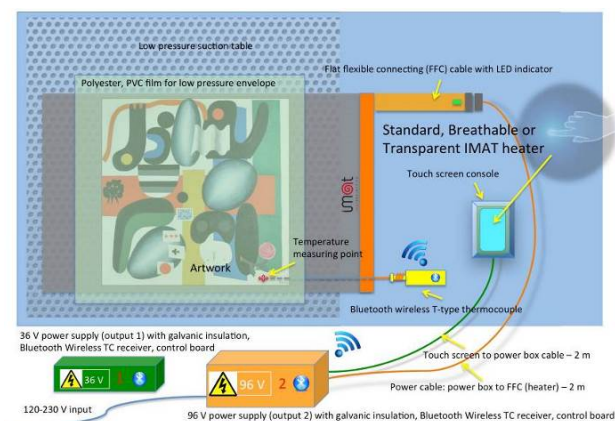 Low pressure suction table
Polyester, PVC film for low pressure envelope
Flat flexible connecting (FFC) cable with LED indicator
Standard, Breathable or
Transparent IMAT heater
Touch screen console
imat
Temperature
measuring point
Artwork
Bluetooth wireless T-type thermocouple
36 V power supply (output 1) with galvanic insulation,
Bluetooth Wireless TC receiver, control board
Touch screen to power box cable – 2 m
36 V 1
96 V 2
Power cable: power box to FFC (heater) – 2 m
120-230 V input
96 V power supply (output 2) with galvanic insulation, Bluetooth Wireless TC receiver, control board